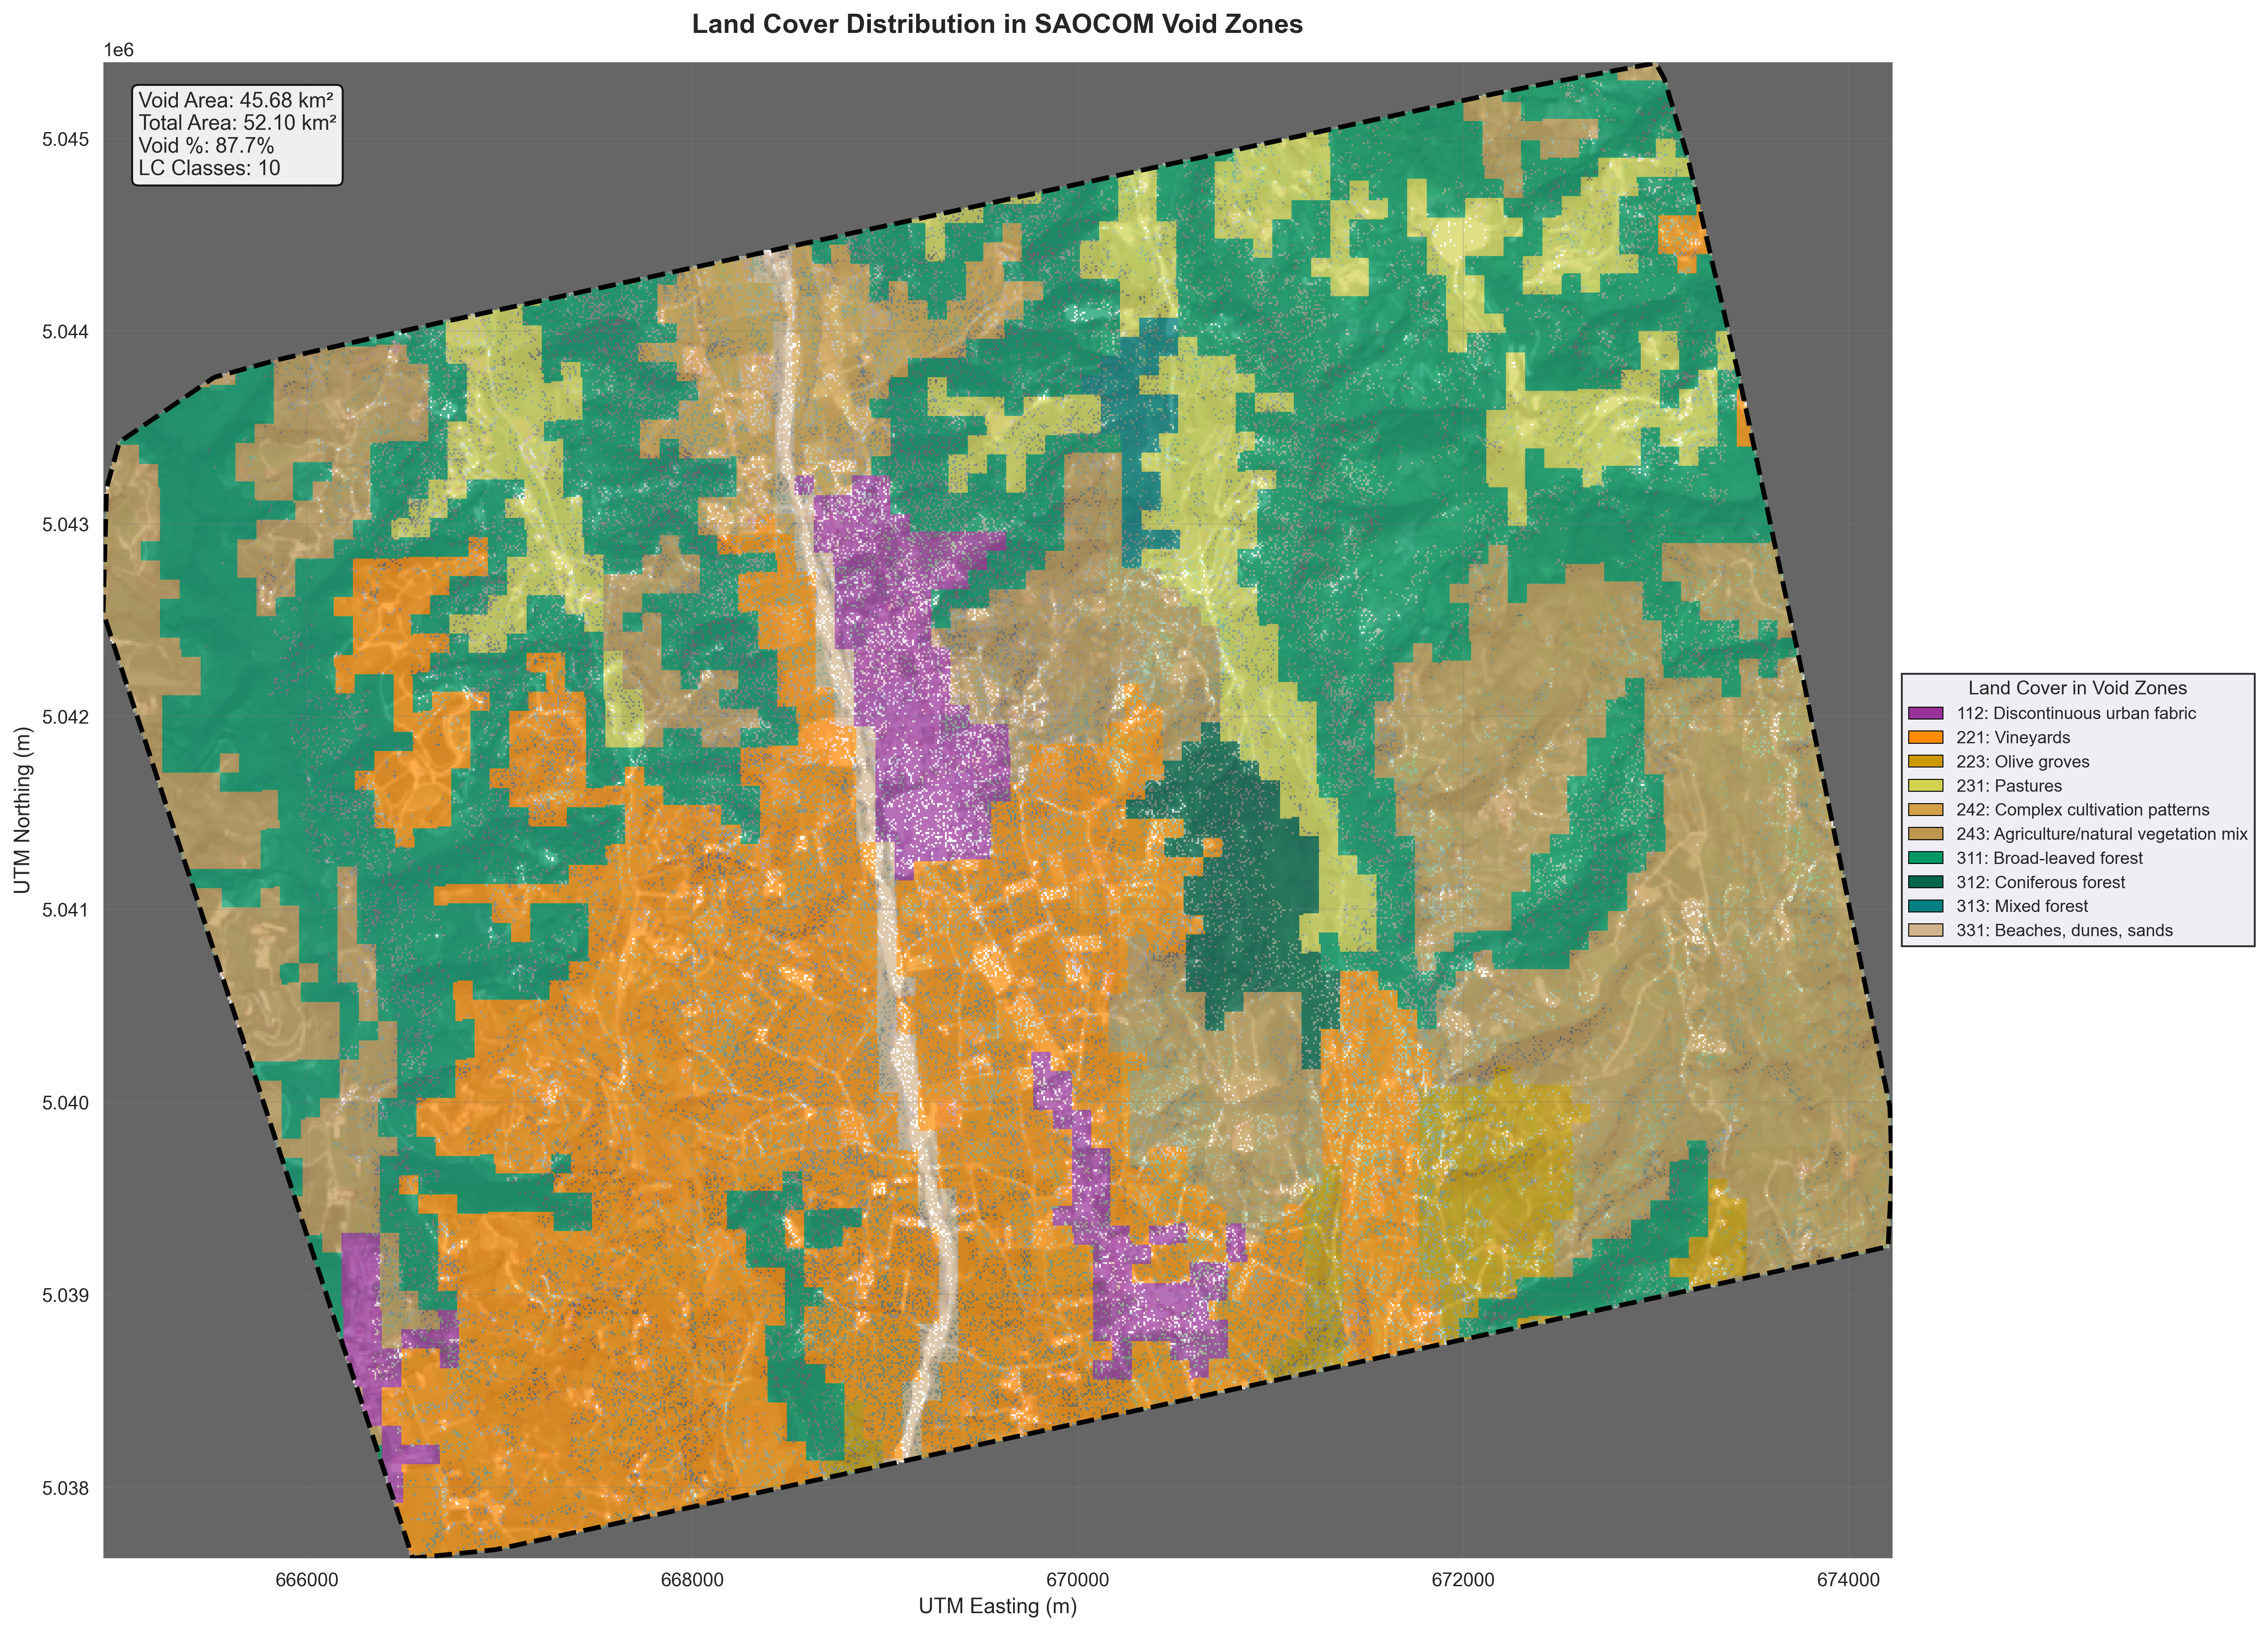 Land Cover Distribution in SAOCOM Void Zones
1e6
Void Area: 45.68 km²
Total Area: 52.10 km²
Void %: 87.7%
LC Classes: 10
5.045
5.044
5.043
5.042
5.041
5.040
5.039
5.038
UTM Northing (m)
666000
668000
670000
672000
674000
UTM Easting (m)
Land Cover in Void Zones
112: Discontinuous urban fabric
221: Vineyards
223: Olive groves
231: Pastures
242: Complex cultivation patterns
243: Agriculture/natural vegetation mix
311: Broad-leaved forest
312: Coniferous forest
313: Mixed forest
331: Beaches, dunes, sands